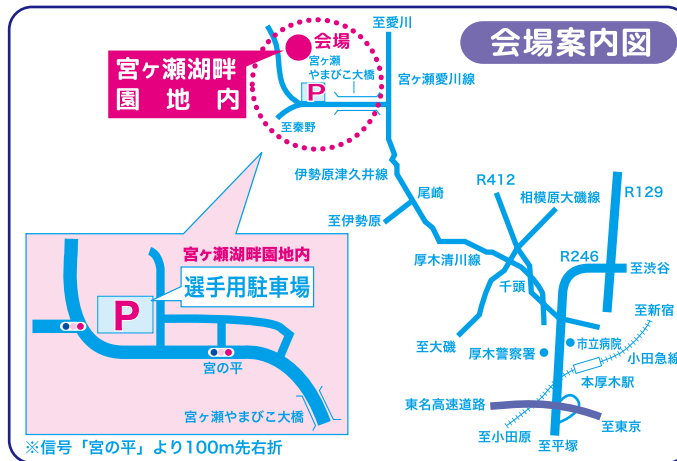 会場案内図
至愛川
会場
宮ヶ瀬湖畔
園地内
宮ヶ瀬
やまびこ大橋
P
宮ヶ瀬愛川線
至秦野
伊勢原津久井線
尾崎
至伊勢原
R412
相模原大磯線
R129
厚木清川線
千頭
R246
至渋谷
至新宿
至大磯
厚木警察署
市立病院
小田急線
本厚木駅
東名高速道路
至小田原
至平塚
至東京
宮ヶ瀬湖畔園地内
選手用駐車場
P
宮の平
宮ヶ瀬やまびこ大橋
※信号「宮の平」より100m先右折